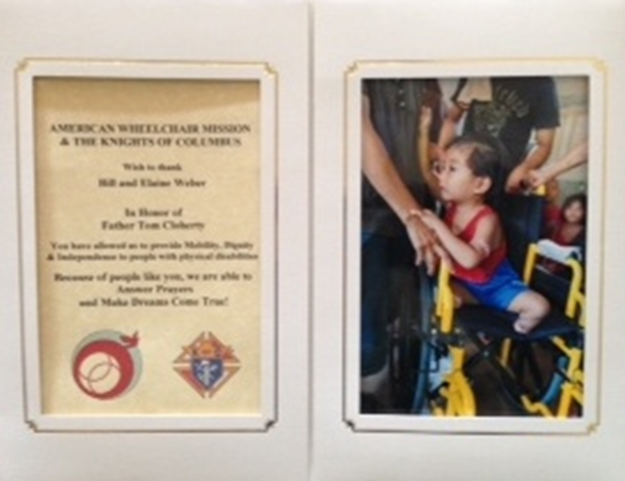 AMERICAN WHEELCHAIR MISSION
& THE KNIGHTS OF COLUMBUS
Wish to thank
Bill and Elaine Weber
In Honor of
Father Tom Cloherty
You have allowed us to provide Mobility, Dignity
& Independence to people with physical disabilities
Because of people like you, we are able to
Answer Prayers
and Make Dreams Come True!